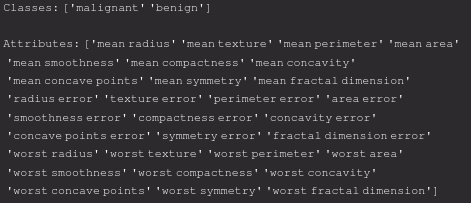 Classes: ['malignant' 'benign']
Attributes: ['mean radius' 'mean texture' 'mean perimeter' 'mean area'
'mean smoothness' 'mean compactness' 'mean concavity'
'mean concave points' 'mean symmetry' 'mean fractal dimension'
'radius error' 'texture error' 'perimeter error' 'area error'
'smoothness error' 'compactness error' 'concavity error'
'concave points error' 'symmetry error' 'fractal dimension error'
'worst radius' 'worst texture' 'worst perimeter' 'worst area'
'worst smoothness' 'worst compactness' 'worst concavity'
'worst concave points' 'worst symmetry' 'worst fractal dimension']